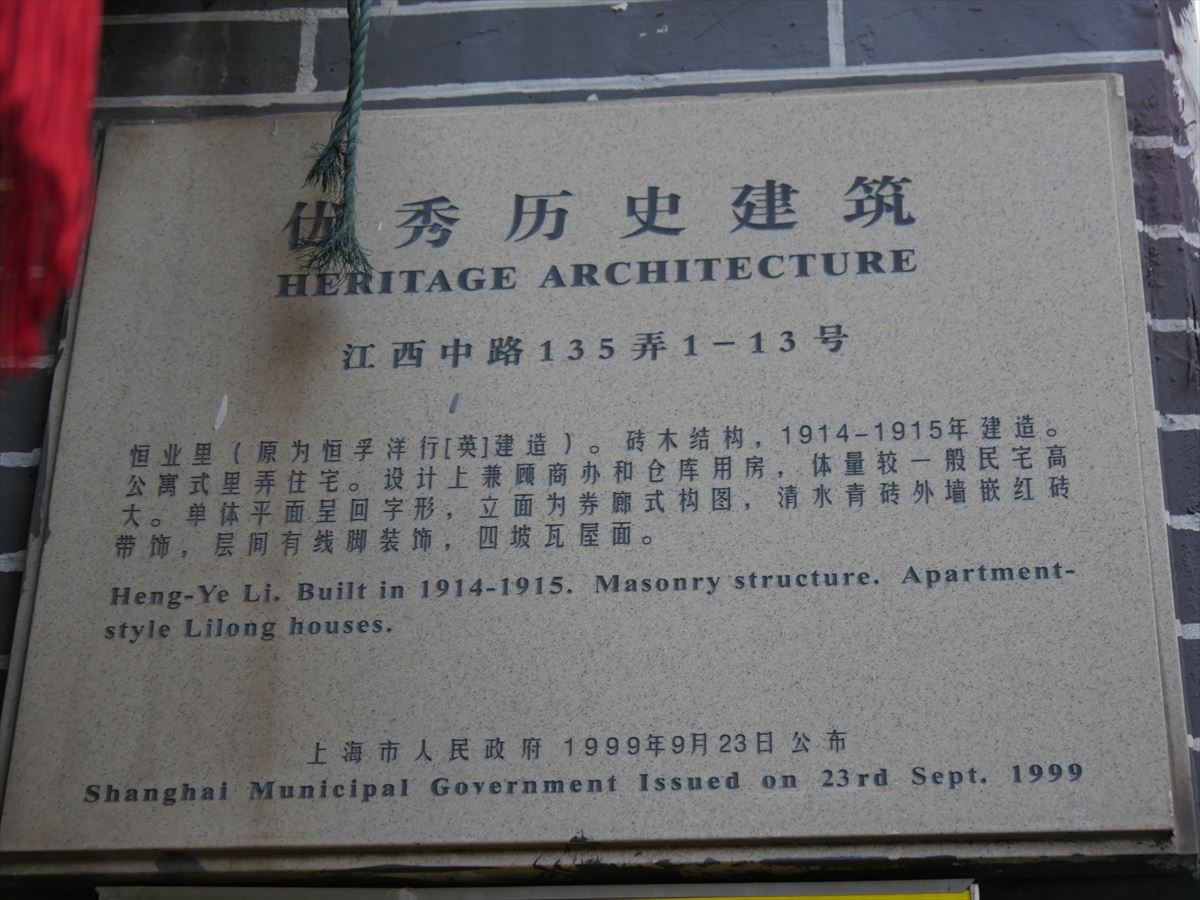 优秀历史建筑
HERITAGE ARCHITECTURE
江西中路135弄1－13号
恒业里（原为恒孚洋行[英]建造）。砖木结构，1914－1915年建造。
公寓式里弄住宅。设计上兼顾商办和仓库用房，体量较一般民宅高
大。单体平面呈回字形，立面为券廊式构图，清水青砖外墙嵌红砖
带饰，层间有线脚装饰，四坡瓦屋面。
Heng-Ye Li. Built in 1914-1915. Masonry structure. Apartment-
style Lilong houses.
上海市人民政府 1999年9月23日公布
Shanghai Municipal Government Issued on 23rd Sept. 1999